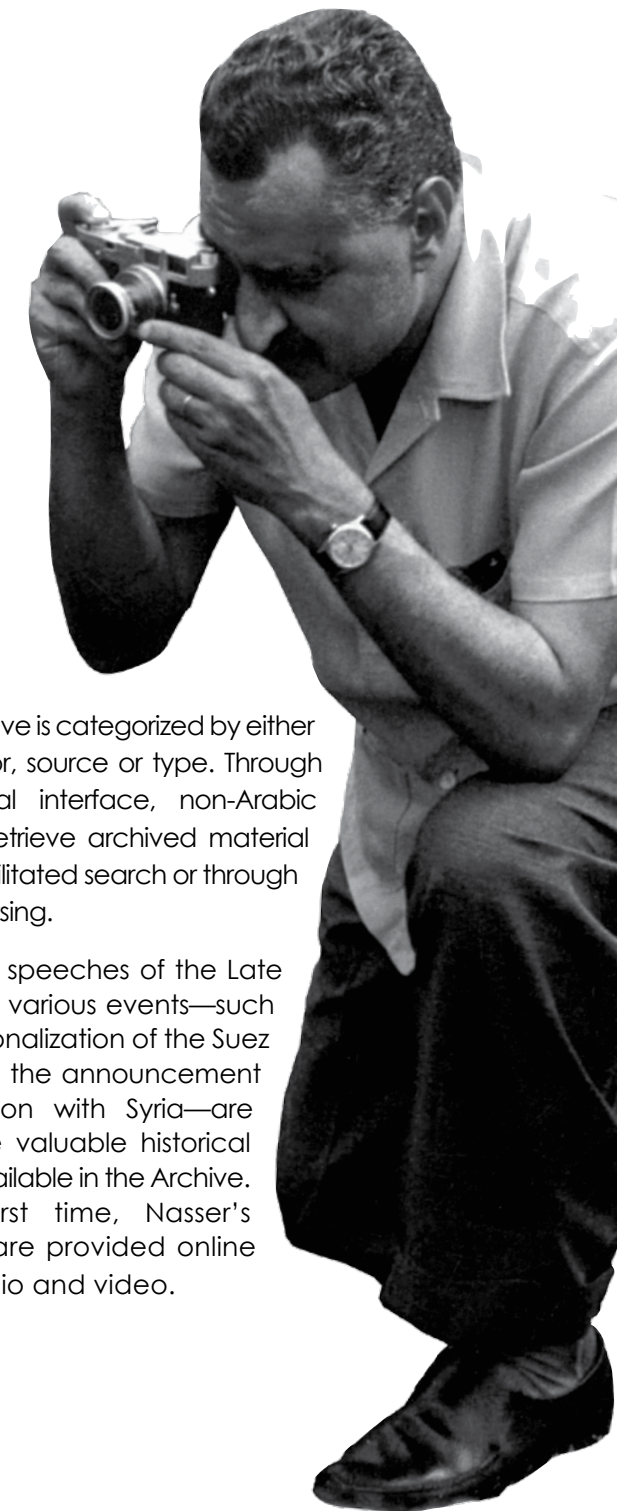 ve is categorized by either
or, source or type. Through
al interface, non-Arabic
etrieve archived material
ilitated search or through
sing.
speeches of the Late
various events—such
onalization of the Suez
the announcement
on with Syria—are
valuable historical
ailable in the Archive.
rst time, Nasser’s
are provided online
io and video.